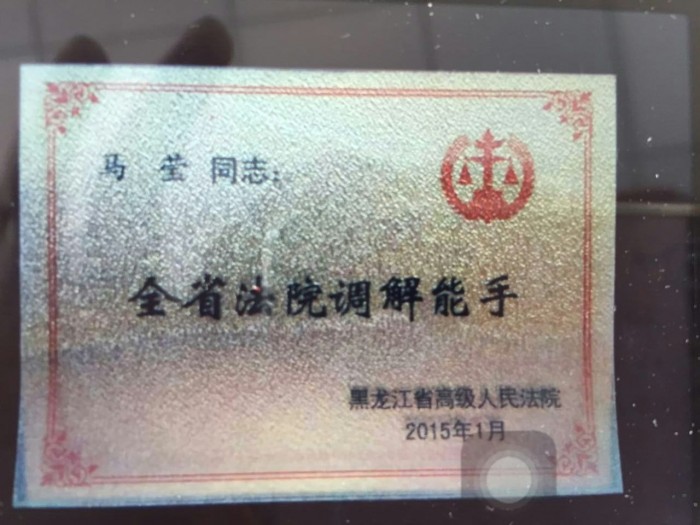 马 莹 同志：
全省法院调解能手
黑龙江省高级人民法院
2015年1月